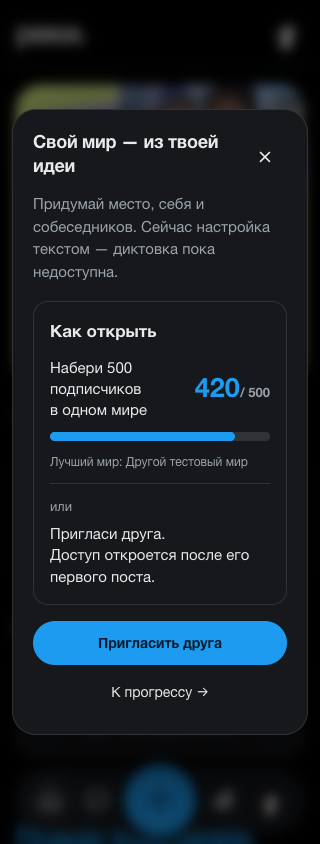 Свой мир — из твоей
идеи
Придумай место, себя и
собеседников. Сейчас настройка
текстом — диктовка пока
недоступна.
Как открыть
Набери 500
подписчиков
в одном мире
420 / 500
Лучший мир: Другой тестовый мир
или
Пригласи друга.
Доступ откроется после его
первого поста.
Пригласить друга
К прогрессу →